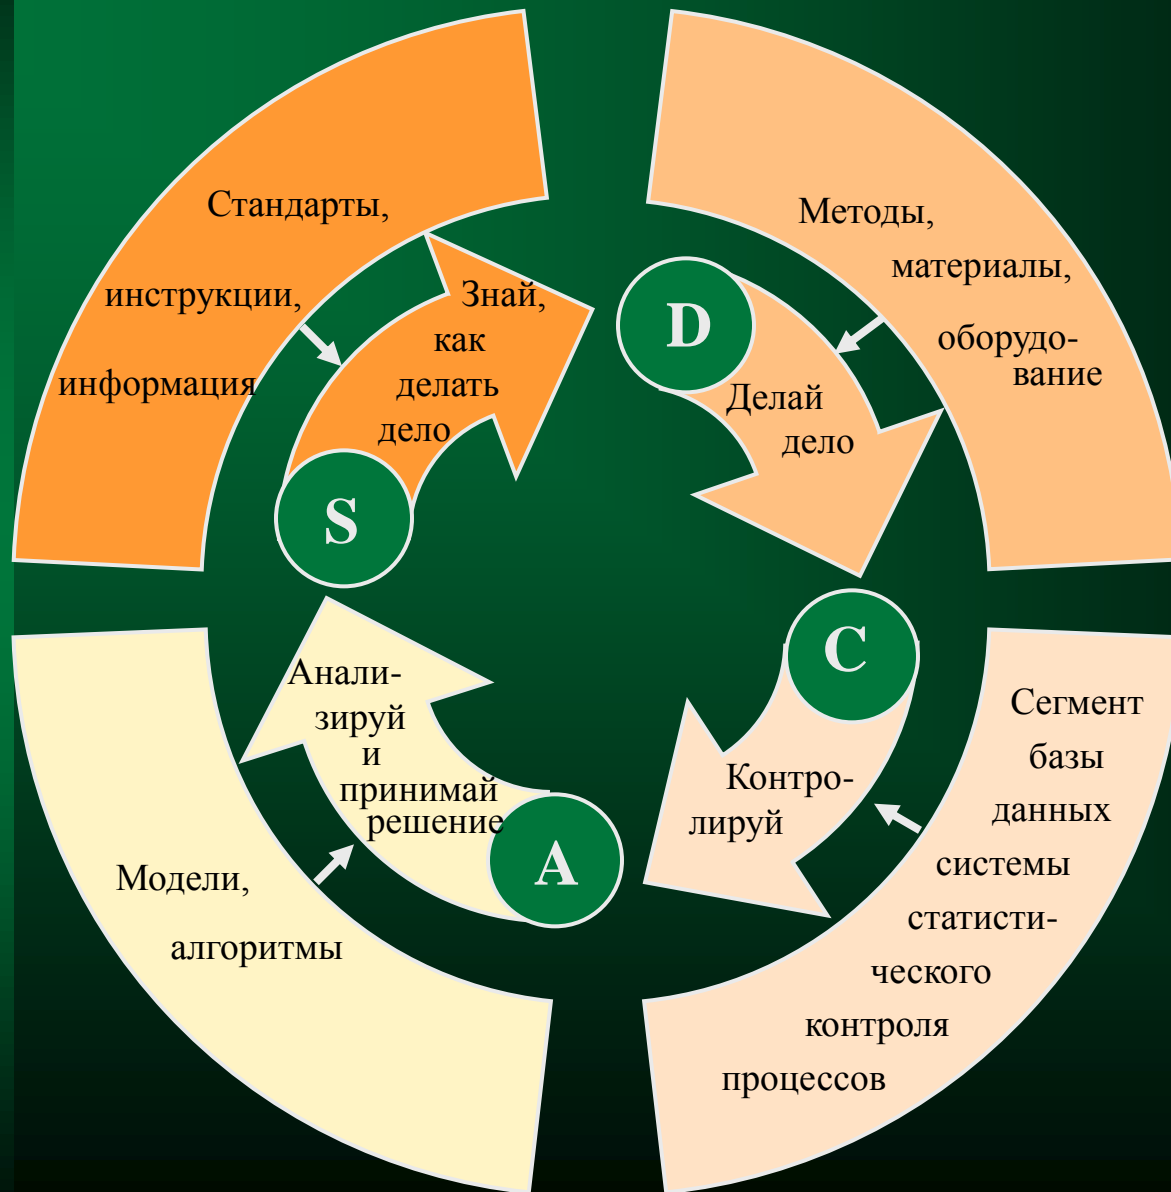 Стандарты,
инструкции,
информация
S
Знай,
как
делать
дело
D
Делай
дело
Методы,
материалы,
оборудо-
вание
C
Контро-
лируй
Сегмент
базы
данных
системы
статисти-
ческого
контроля
процессов
A
Анали-
зируй
и
принимай
решение
Модели,
алгоритмы